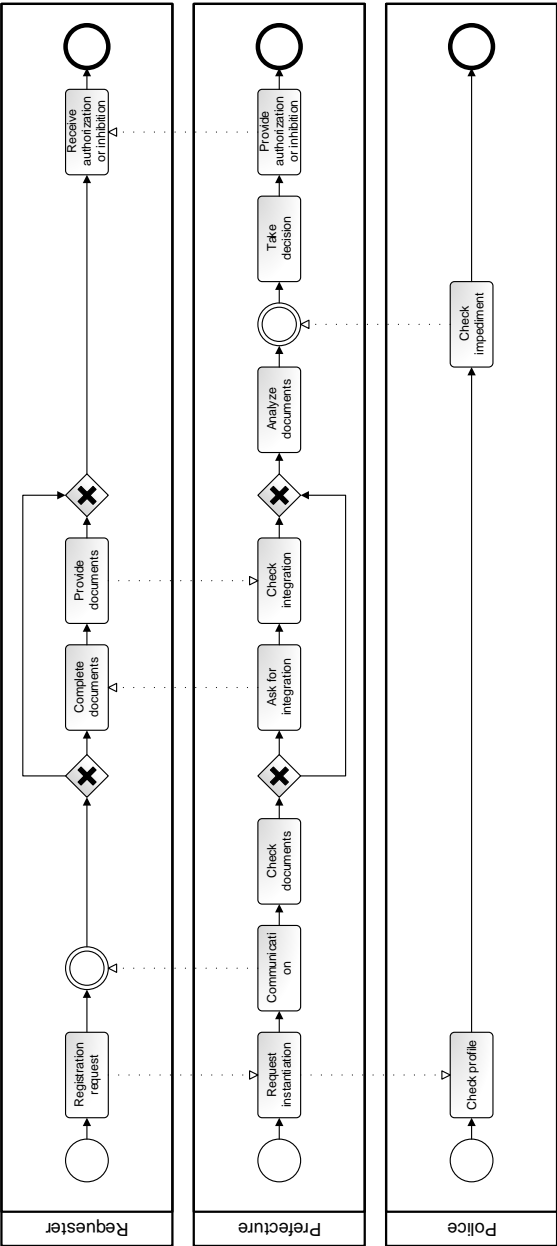 Requester
Registration
request
Complete
documents
Provide
documents
Receive
authorization
or inhibition
Prefecture
Request
instantiation
Communicati
on
Check
documents
Ask for
integration
Check
integration
Analyze
documents
Take
decision
Provide
authorization
or inhibition
Police
Check profile
Check
impediment